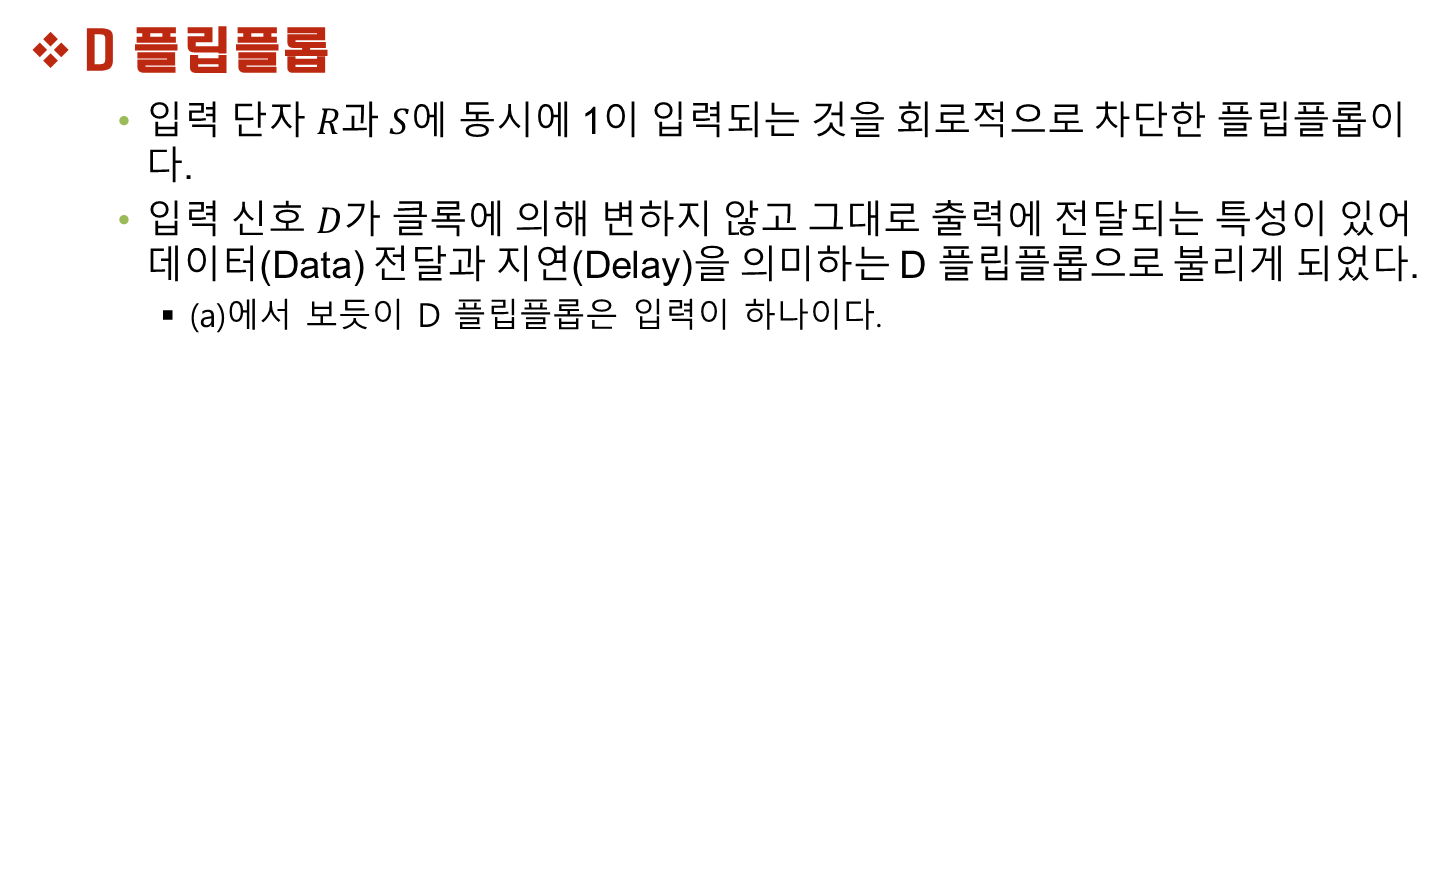 ❖ D 플립플롭
• 입력 단자 R과 S에 동시에 1이 입력되는 것을 회로적으로 차단한 플립플롭이
다.
• 입력 신호 D가 클록에 의해 변하지 않고 그대로 출력에 전달되는 특성이 있어
데이터(Data) 전달과 지연(Delay)을 의미하는 D 플립플롭으로 불리게 되었다.
▪ (a)에서 보듯이 D 플립플롭은 입력이 하나이다.